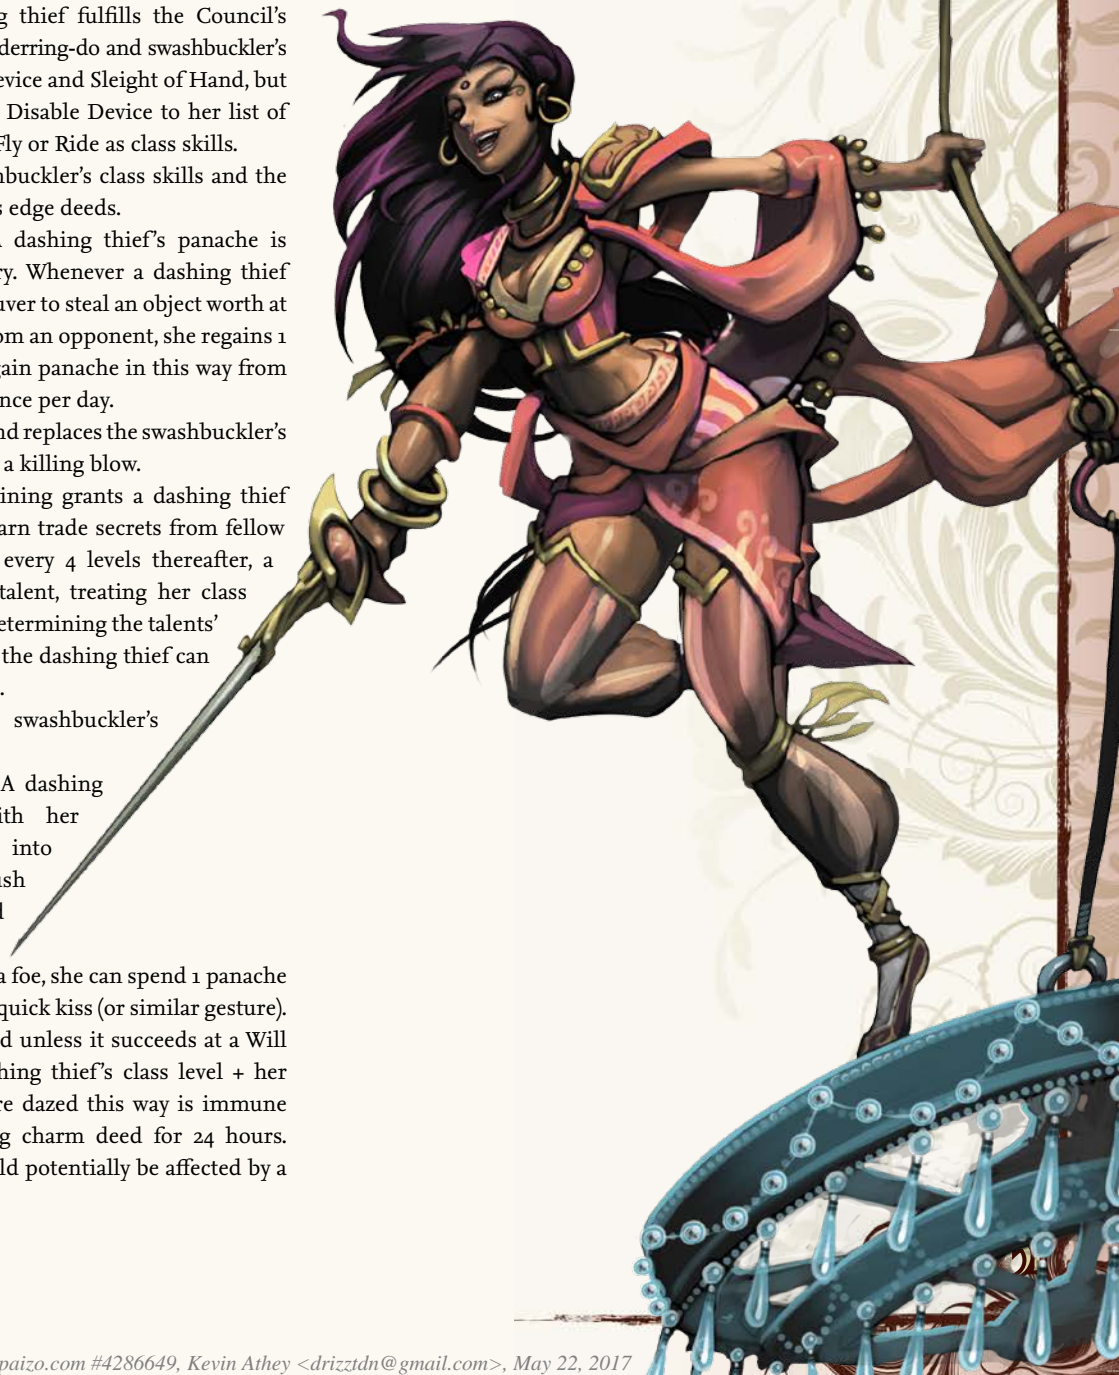 g thief fulfills the Council's
derring-do and swashbuckler's
evice and Sleight of Hand, but
Disable Device to her list of
Fly or Ride as class skills.
hbuckler's class skills and the
s edge deeds.
A dashing thief's panache is
ry. Whenever a dashing thief
uver to steal an object worth at
om an opponent, she regains 1
gain panache in this way from
nce per day.
nd replaces the swashbuckler's
a killing blow.
ining grants a dashing thief
arn trade secrets from fellow
every 4 levels thereafter, a
talent, treating her class
etermining the talents'
the dashing thief can
.
swashbuckler's
A dashing
ith her
into
ush
d
a foe, she can spend 1 panache
quick kiss (or similar gesture).
d unless it succeeds at a Will
hing thief's class level + her
re dazed this way is immune
g charm deed for 24 hours.
ld potentially be affected by a
paizo.com #4286649, Kevin Athey <drizztdn@gmail.com>, May 22, 2017